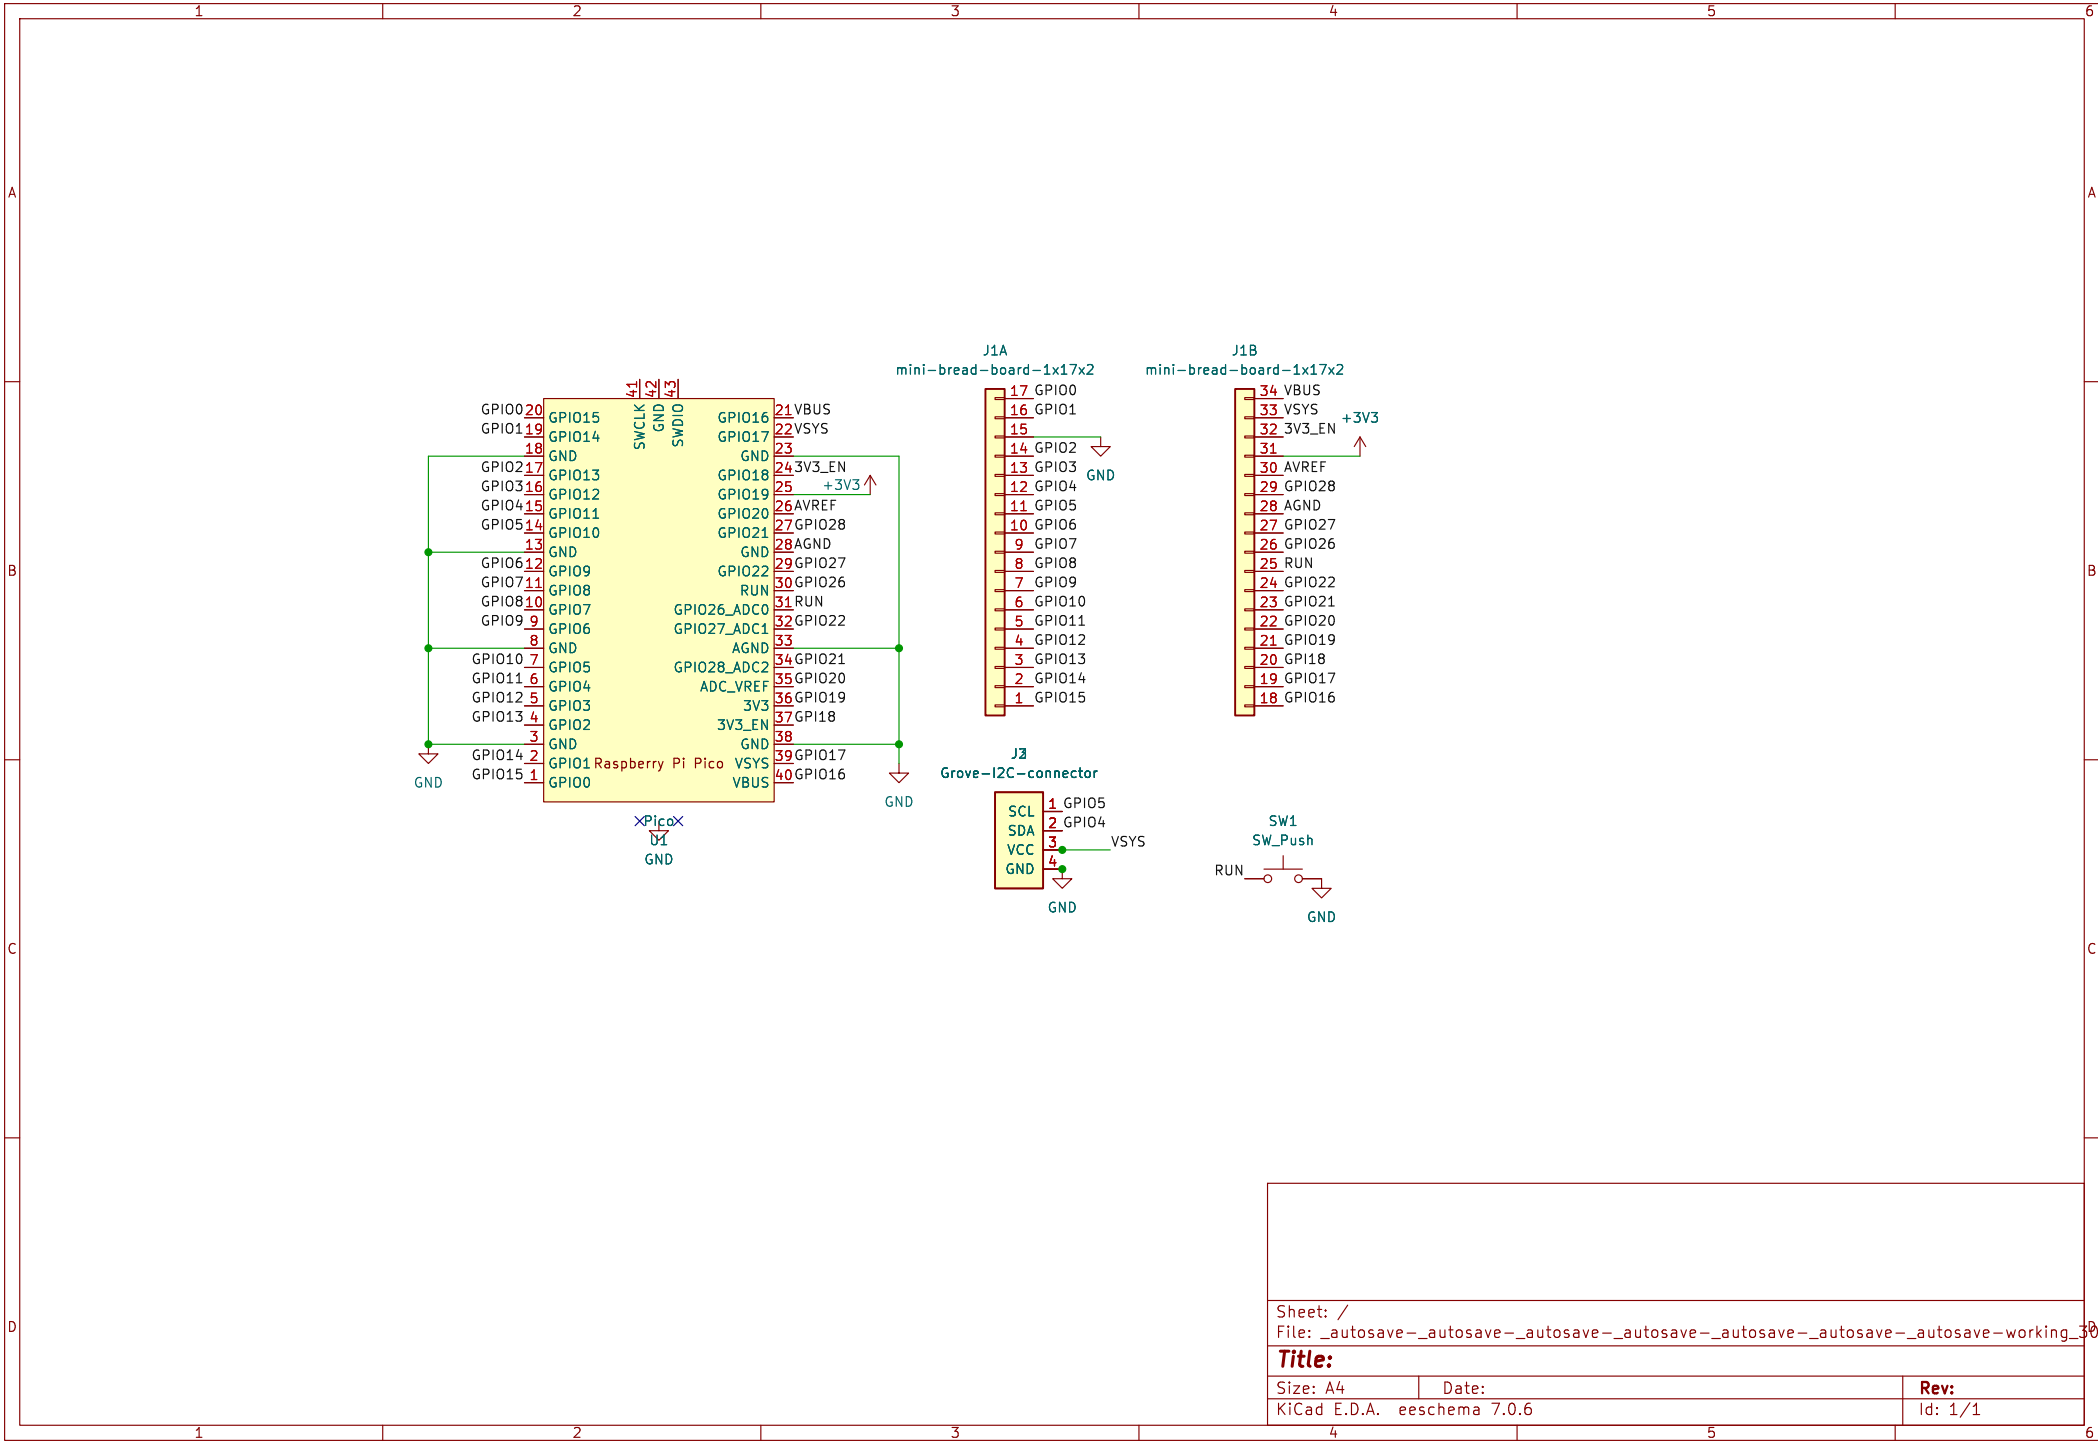 1 2 3 4 5 6
A A
B B
C C
D D
J1A
mini-bread-board-1x17x2
17 GPIO0
16 GPIO1
15
14 GPIO2
13 GPIO3
12 GPIO4
11 GPIO5
10 GPIO6
9 GPIO7
8 GPIO8
7 GPIO9
6 GPIO10
5 GPIO11
4 GPIO12
3 GPIO13
2 GPIO14
1 GPIO15
GND
J1B
mini-bread-board-1x17x2
34 VBUS
33 VSYS
32 3V3_EN
31
30 AVREF
29 GPIO28
28 AGND
27 GPIO27
26 GPIO26
25 RUN
24 GPIO22
23 GPIO21
22 GPIO20
21 GPIO19
20 GPI18
19 GPIO17
18 GPIO16
+3V3
41 42 43
SWCLK GND SWDIO
GPIO0 20 GPIO15 GPIO16 21 VBUS
GPIO1 19 GPIO14 GPIO17 22 VSYS
18 GND GND 23
GPIO2 17 GPIO13 GPIO18 24 3V3_EN
GPIO3 16 GPIO12 GPIO19 25 +3V3
GPIO4 15 GPIO11 GPIO20 26 AVREF
GPIO5 14 GPIO10 GPIO21 27 GPIO28
13 GND GND 28 AGND
GPIO6 12 GPIO9 GPIO22 29 GPIO27
GPIO7 11 GPIO8 RUN 30 GPIO26
GPIO8 10 GPIO7 GPIO26_ADC0 31 RUN
GPIO9 9 GPIO6 GPIO27_ADC1 32 GPIO22
8 GND AGND 33
GPIO10 7 GPIO5 GPIO28_ADC2 34 GPIO21
GPIO11 6 GPIO4 ADC_VREF 35 GPIO20
GPIO12 5 GPIO3 3V3 36 GPIO19
GPIO13 4 GPIO2 3V3_EN 37 GPI18
3 GND GND 38
GPIO14 2 GPIO1 Raspberry Pi Pico VSYS 39 GPIO17
GPIO15 1 GPIO0 VBUS 40 GPIO16
GND
GND
Pico
U1
GND
Grove-I2C-connector
SCL 1 GPIO5
SDA 2 GPIO4
VCC 3 VSYS
GND 4
GND
SW1
SW_Push
RUN
GND
Sheet: /
File: _autosave-_autosave-_autosave-_autosave-_autosave-_autosave-_autosave-working_30
Title:
Size: A4 Date: Rev:
KiCad E.D.A. eeschema 7.0.6 Id: 1/1
1 2 3 4 5 6